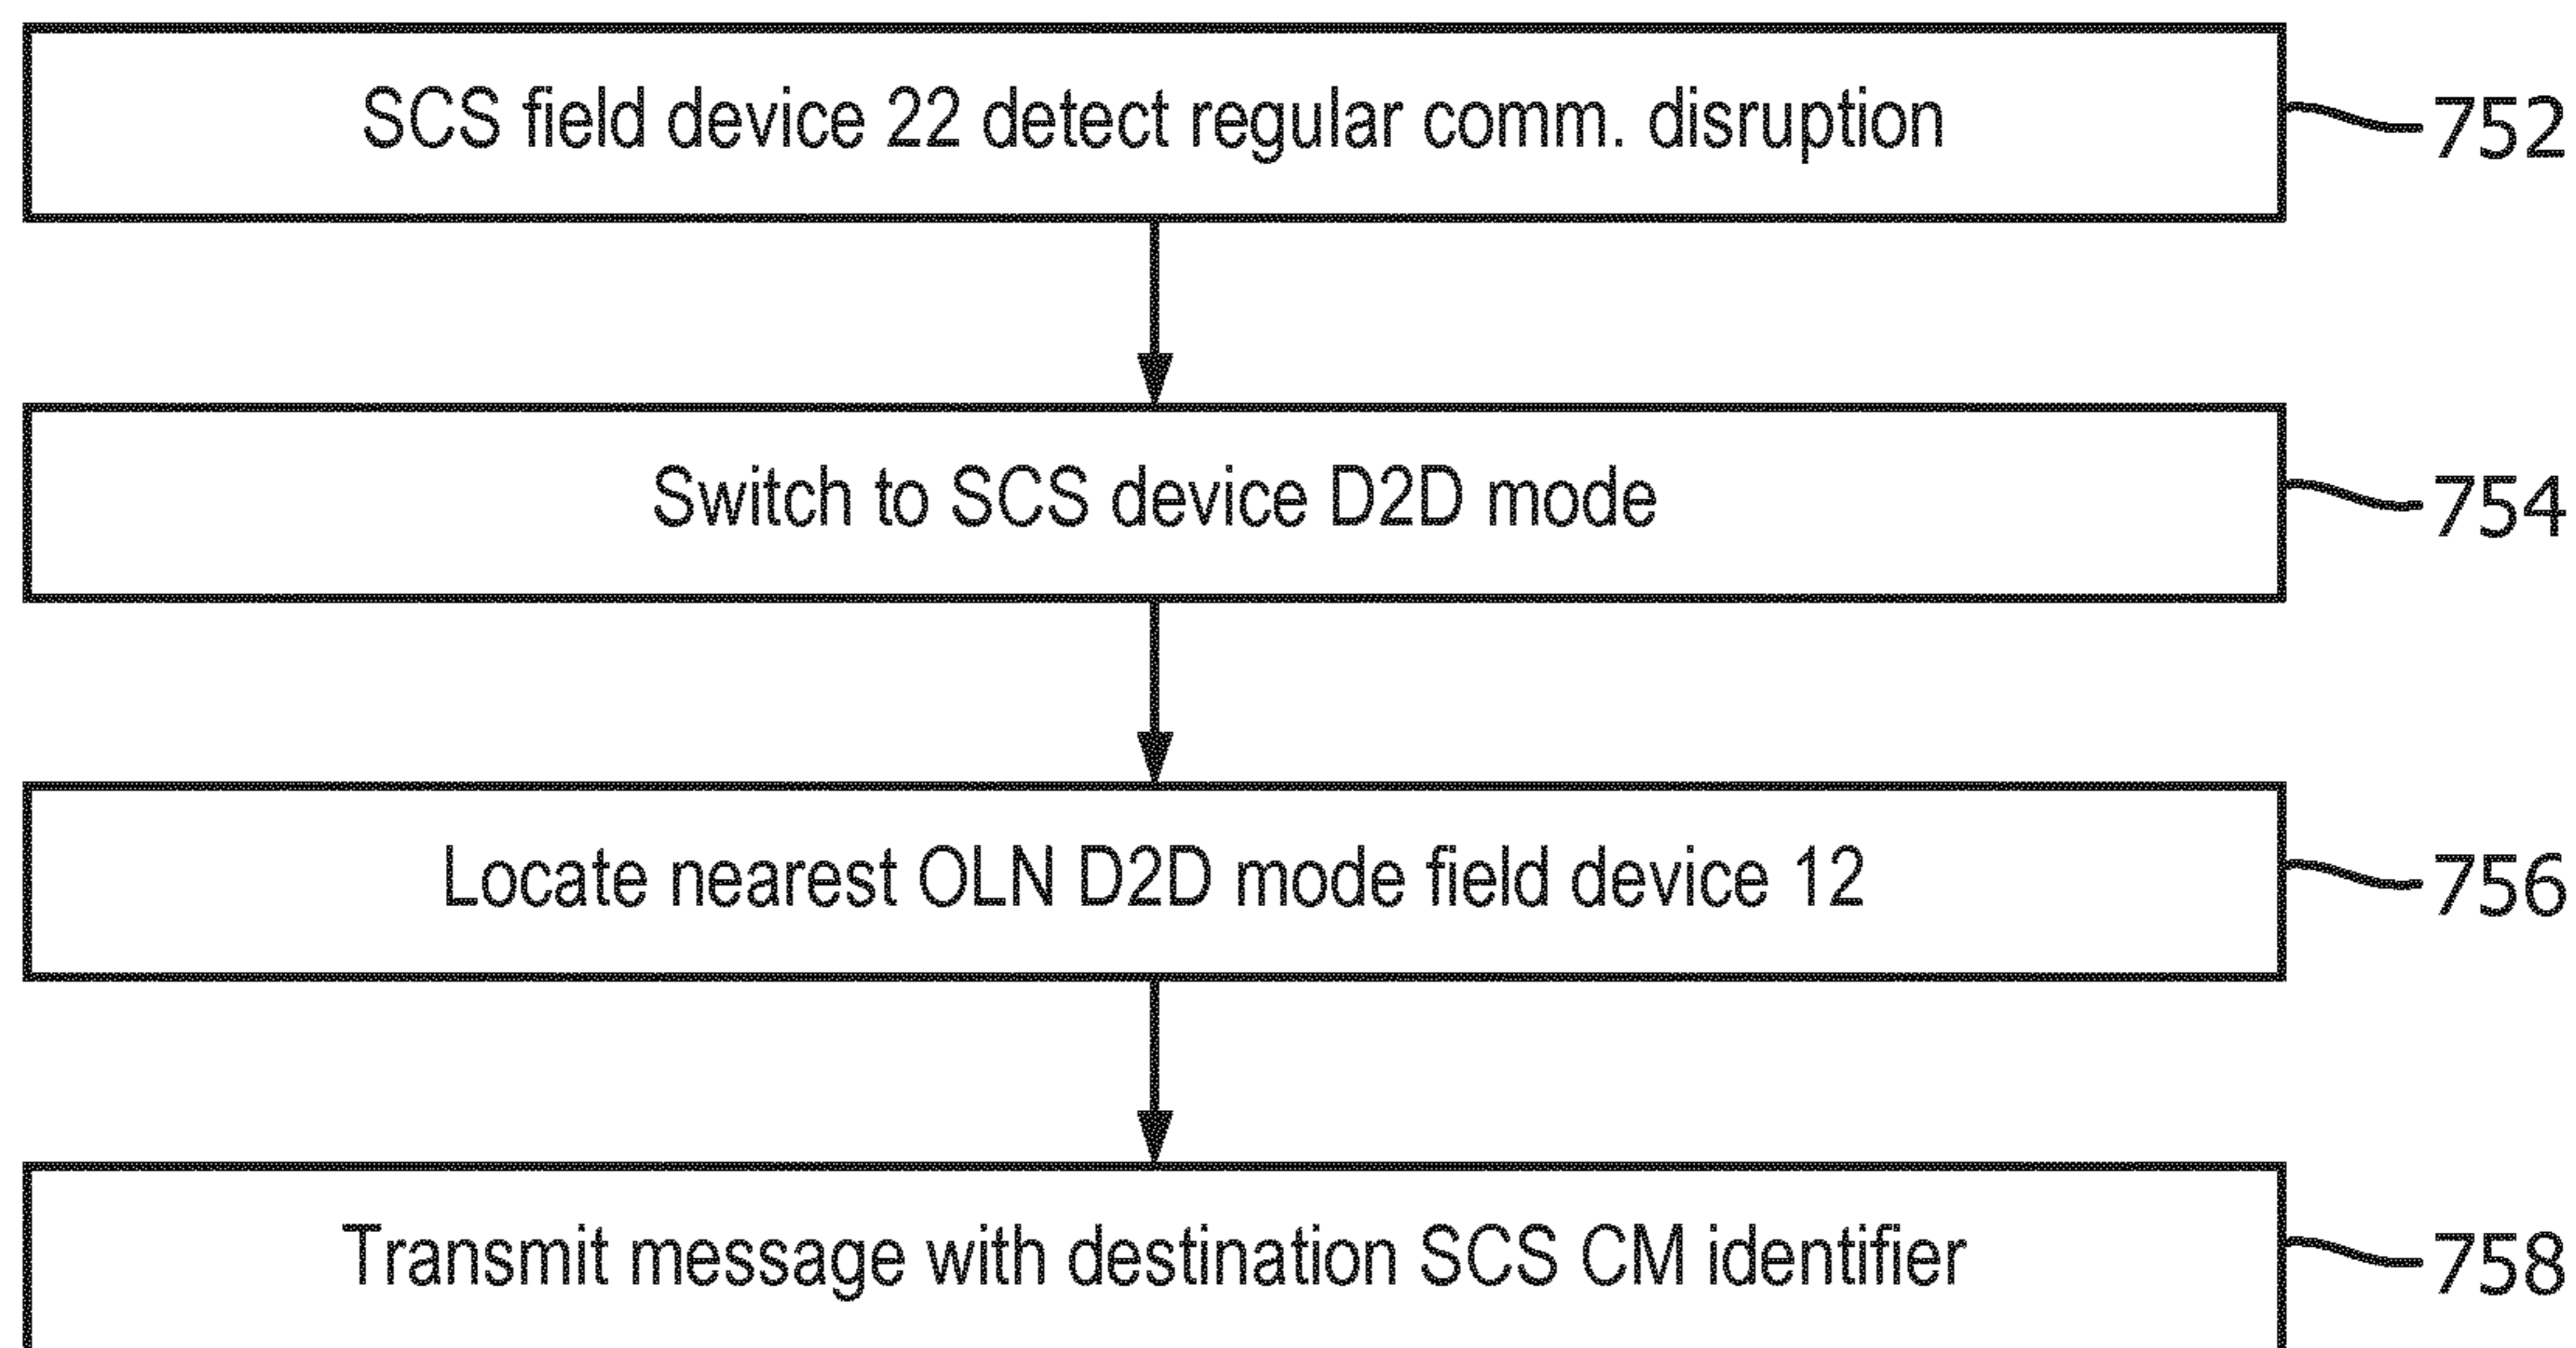 SCS field device 22 detect regular comm. disruption
752
Switch to SCS device D2D mode
754
Locate nearest OLN D2D mode field device 12
756
Transmit message with destination SCS CM identifier
758